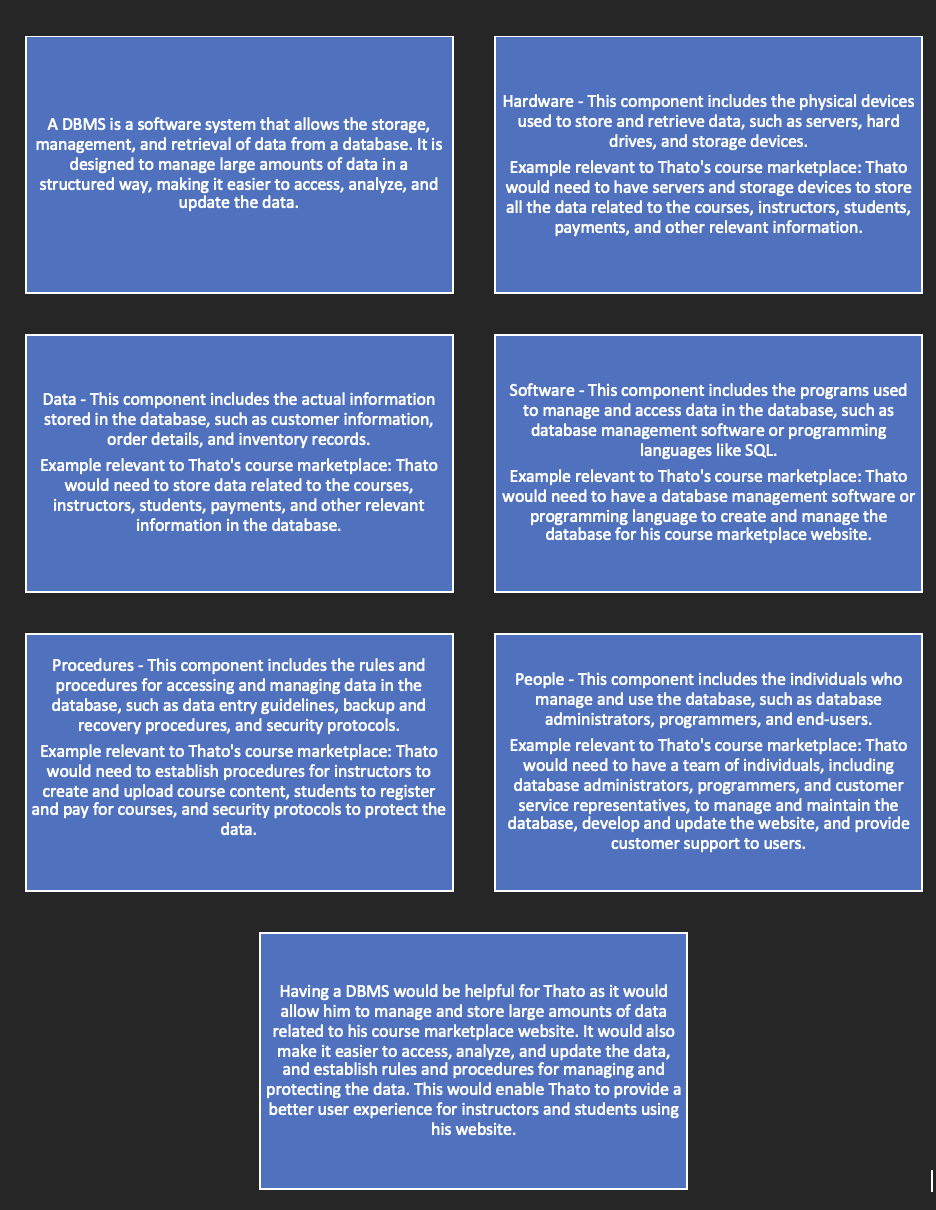 A DBMS is a software system that allows the storage,
management, and retrieval of data from a database. It is
designed to manage large amounts of data in a
structured way, making it easier to access, analyze, and
update the data.
Hardware - This component includes the physical devices
used to store and retrieve data, such as servers, hard
drives, and storage devices.
Example relevant to Thato's course marketplace: Thato
would need to have servers and storage devices to store
all the data related to the courses, instructors, students,
payments, and other relevant information.
Data - This component includes the actual information
stored in the database, such as customer information,
order details, and inventory records.
Example relevant to Thato's course marketplace: Thato
would need to store data related to the courses,
instructors, students, payments, and other relevant
information in the database.
Software - This component includes the programs used
to manage and access data in the database, such as
database management software or programming
languages like SQL.
Example relevant to Thato's course marketplace: Thato
would need to have a database management software or
programming language to create and manage the
database for his course marketplace website.
Procedures - This component includes the rules and
procedures for accessing and managing data in the
database, such as data entry guidelines, backup and
recovery procedures, and security protocols.
Example relevant to Thato's course marketplace: Thato
would need to establish procedures for instructors to
create and upload course content, students to register
and pay for courses, and security protocols to protect the
data.
People - This component includes the individuals who
manage and use the database, such as database
administrators, programmers, and end-users.
Example relevant to Thato's course marketplace: Thato
would need to have a team of individuals, including
database administrators, programmers, and customer
service representatives, to manage and maintain the
database, develop and update the website, and provide
customer support to users.
Having a DBMS would be helpful for Thato as it would
allow him to manage and store large amounts of data
related to his course marketplace website. It would also
make it easier to access, analyze, and update the data,
and establish rules and procedures for managing and
protecting the data. This would enable Thato to provide a
better user experience for instructors and students using
his website.